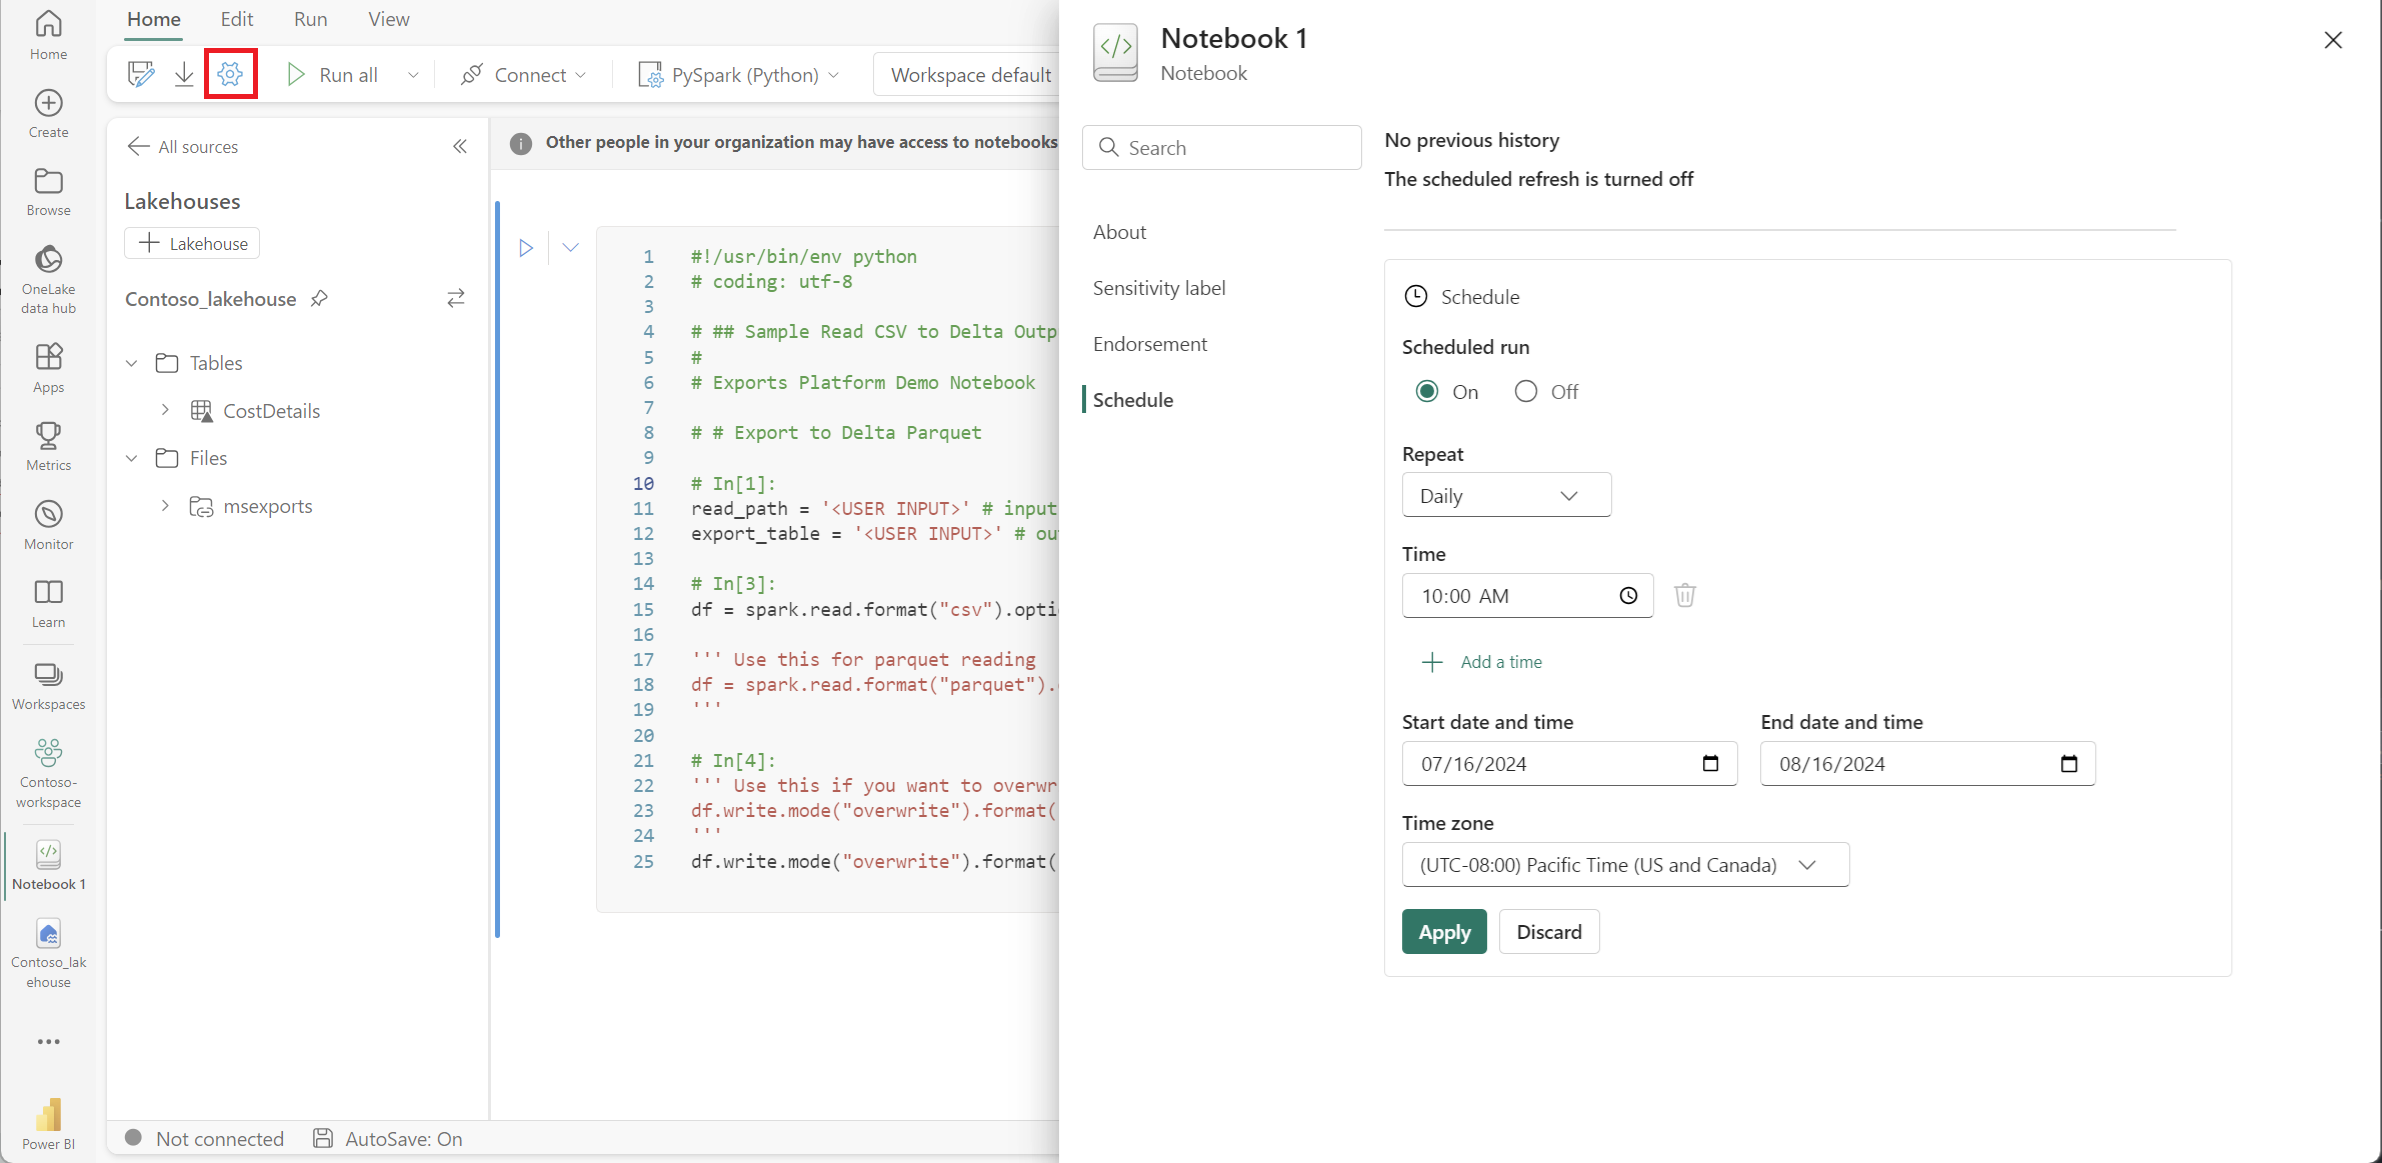 Home
Create
Browse
OneLake
data hub
Apps
Metrics
Monitor
Learn
Workspaces
Contoso-
workspace
Notebook 1
Contoso_lak
ehouse
Power BI
Home Edit Run View
Run all Connect PySpark (Python) Workspace default
All sources
Lakehouses
Lakehouse
Contoso_lakehouse
Tables
CostDetails
Files
msexports
Other people in your organization may have access to notebooks
1 #!/usr/bin/env python
2 # coding: utf-8
3
4 # ## Sample Read CSV to Delta Outp
5 #
6 # Exports Platform Demo Notebook
7
8 # # Export to Delta Parquet
9
10 # In[1]:
11 read_path = '<USER INPUT>' # input
12 export_table = '<USER INPUT>' # ou
13
14 # In[3]:
15 df = spark.read.format("csv").opti
16
17 ''' Use this for parquet reading
18 df = spark.read.format("parquet").
19 '''
20
21 # In[4]:
22 ''' Use this if you want to overwr
23 df.write.mode("overwrite").format(
24 '''
25 df.write.mode("overwrite").format(
Not connected AutoSave: On
Notebook 1
Notebook
Search
About
Sensitivity label
Endorsement
Schedule
No previous history
The scheduled refresh is turned off
Schedule
Scheduled run
On Off
Repeat
Daily
Time
10:00 AM
Add a time
Start date and time End date and time
07/16/2024 08/16/2024
Time zone
(UTC-08:00) Pacific Time (US and Canada)
Apply Discard